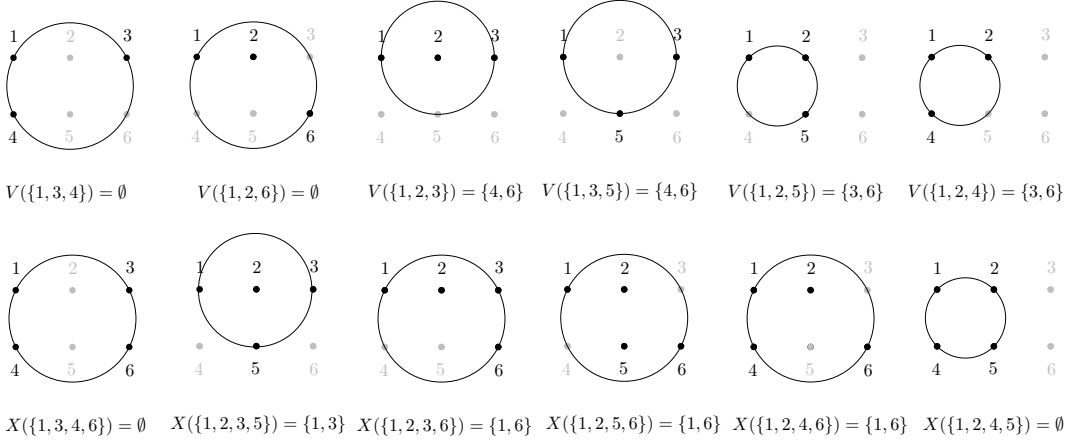 1 2 3 1 2 3 1 2 3 1 2 3 1 2 3 1 2 3
4 5 6 4 5 6 4 5 6 4 5 6 4 5 6 4 5 6
V({1, 3, 4}) = ∅ V({1, 2, 6}) = ∅ V({1, 2, 3}) = {4, 6} V({1, 3, 5}) = {4, 6} V({1, 2, 5}) = {3, 6} V({1, 2, 4}) = {3, 6}
1 2 3 1 2 3 1 2 3 1 2 3 1 2 3 1 2 3
4 5 6 4 5 6 4 5 6 4 5 6 4 5 6 4 5 6
X({1, 3, 4, 6}) = ∅ X({1, 2, 3, 5}) = {1, 3} X({1, 2, 3, 6}) = {1, 6} X({1, 2, 5, 6}) = {1, 6} X({1, 2, 4, 6}) = {1, 6} X({1, 2, 4, 5}) = ∅